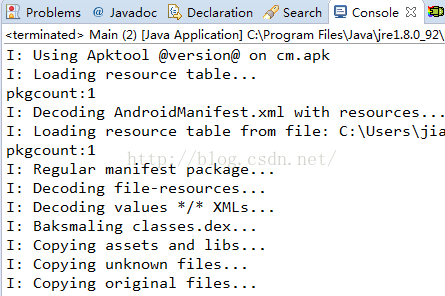 Problems @ Javadoc Declaration Search Console
<terminated> Main (2) [Java Application] C:\Program Files\Java\jre1.8.0_92\
I: Using Apktool @version@ on cm.apk
I: Loading resource table...
pkgcount:1
I: Decoding AndroidManifest.xml with resources...
I: Loading resource table from file: C:\Users\jia
pkgcount:1
http://blog.csdn.net/
I: Regular manifest package...
I: Decoding file-resources...
I: Decoding values */* XMLs...
I: Baksmaling classes.dex...
I: Copying assets and libs...
I: Copying unknown files...
I: Copying original files...